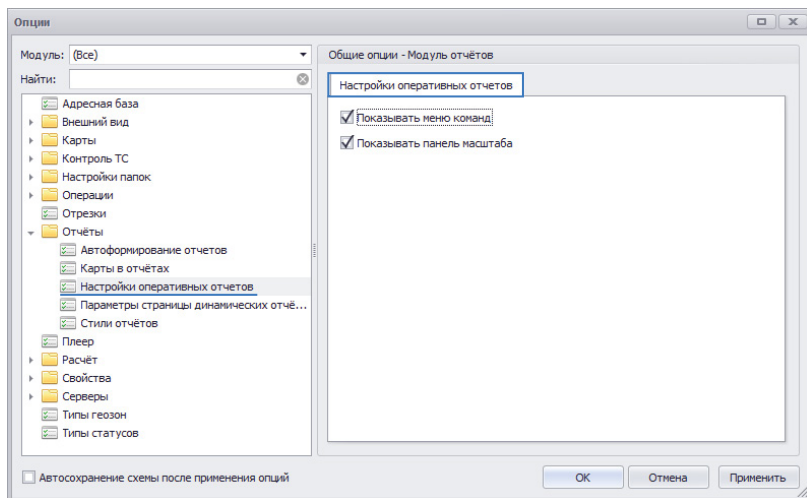 Опции
Модуль: (Все)
Общие опции - Модуль отчётов
Найти:
Настройки оперативных отчетов
Адресная база
Внешний вид
Карты
Контроль ТС
Настройки папок
Операции
Отрезки
Отчёты
Автоформирование отчетов
Карты в отчётах
Настройки оперативных отчетов
Параметры страницы динамических отчё...
Стили отчётов
Плеер
Расчёт
Свойства
Серверы
Типы геозон
Типы статусов
Показывать меню команд
Показывать панель масштаба
Автосохранение схемы после применения опций
OK Отмена Применить